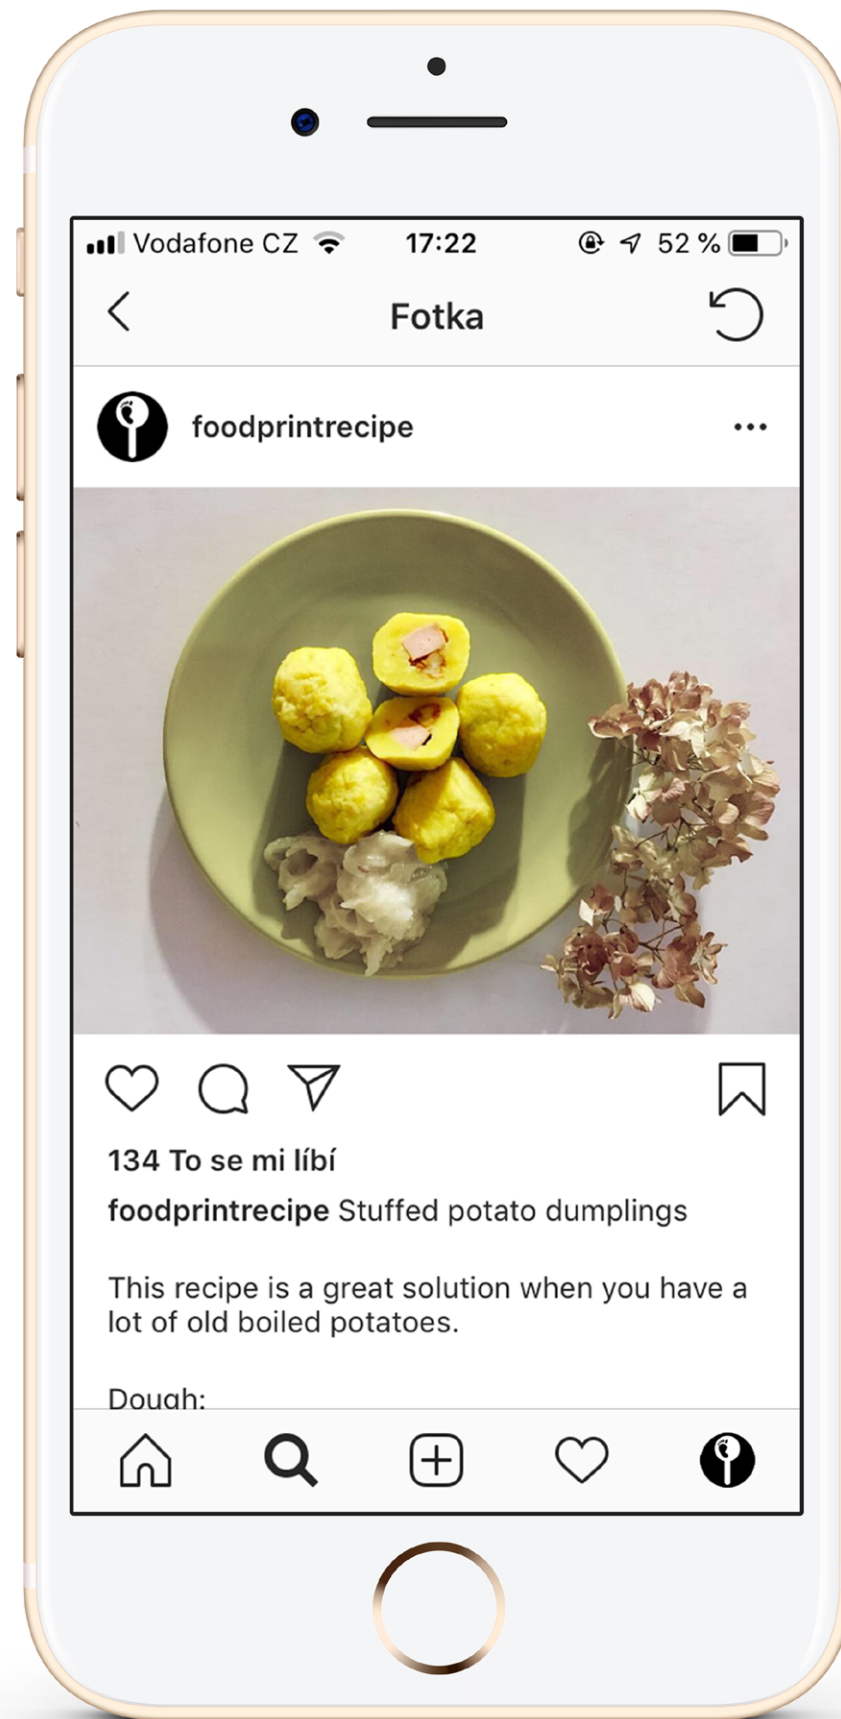 Vodafone CZ 17:22 52 %
Fotka
foodprintrecipe
134 To se mi líbí
foodprintrecipe Stuffed potato dumplings
This recipe is a great solution when you have a
lot of old boiled potatoes.
Dough: